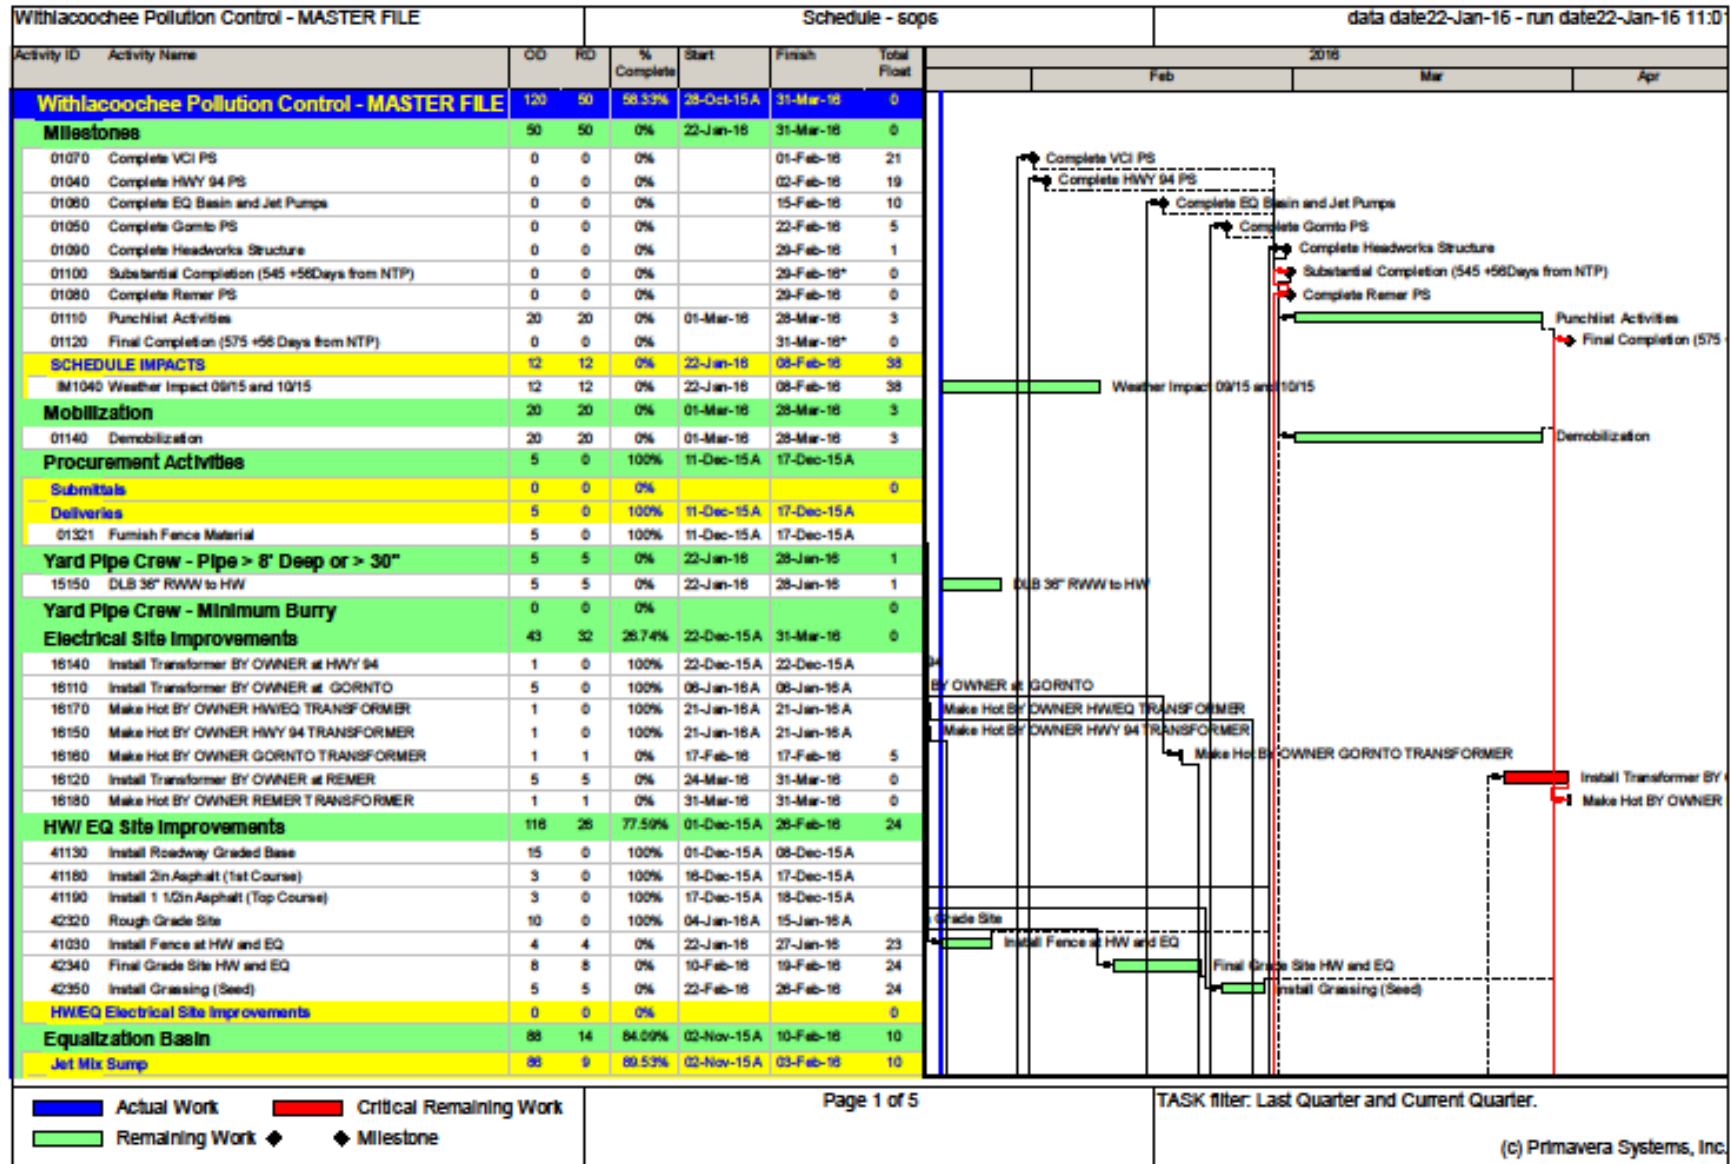 Withlacoochee Pollution Control - MASTER FILE Schedule - sops data date22-Jan-16 - run date22-Jan-16 11:01
Activity ID Activity Name OD RD % Complete Start Finish Total Float 2016
Feb Mar Apr
Withlacoochee Pollution Control - MASTER FILE 120 50 58.33% 28-Oct-15 A 31-Mar-16 0
Milestones 50 50 0% 22-Jan-16 31-Mar-16 0
01070 Complete VCI PS 0 0 0% 01-Feb-16 21 Complete VCI PS
01040 Complete HWY 94 PS 0 0 0% 02-Feb-16 19 Complete HWY 94 PS
01060 Complete EQ Basin and Jet Pumps 0 0 0% 15-Feb-16 10 Complete EQ Basin and Jet Pumps
01050 Complete Gornto PS 0 0 0% 22-Feb-16 5 Complete Gornto PS
01090 Complete Headworks Structure 0 0 0% 29-Feb-16 1 Complete Headworks Structure
01100 Substantial Completion (545 +56Days from NTP) 0 0 0% 29-Feb-16* 0 Substantial Completion (545 +56Days from NTP)
01080 Complete Remer PS 0 0 0% 29-Feb-16 0 Complete Remer PS
01110 Punchlist Activities 20 20 0% 01-Mar-16 28-Mar-16 3 Punchlist Activities
01120 Final Completion (575 +56 Days from NTP) 0 0 0% 31-Mar-16* 0 Final Completion (575
SCHEDULE IMPACTS 12 12 0% 22-Jan-16 08-Feb-16 38
IM1040 Weather Impact 09/15 and 10/15 12 12 0% 22-Jan-16 08-Feb-16 38 Weather Impact 09/15 and 10/15
Mobilization 20 20 0% 01-Mar-16 28-Mar-16 3
01140 Demobilization 20 20 0% 01-Mar-16 28-Mar-16 3 Demobilization
Procurement Activities 5 0 100% 11-Dec-15 A 17-Dec-15 A
Submittals 0 0 0% 0
Deliveries 5 0 100% 11-Dec-15 A 17-Dec-15 A
01321 Furnish Fence Material 5 0 100% 11-Dec-15 A 17-Dec-15 A
Yard Pipe Crew - Pipe > 8' Deep or > 30" 5 5 0% 22-Jan-16 28-Jan-16 1
15150 DLB 36" RWW to HW 5 5 0% 22-Jan-16 28-Jan-16 1 DLB 36" RWW to HW
Yard Pipe Crew - Minimum Burry 0 0 0% 0
Electrical Site Improvements 43 32 26.74% 22-Dec-15 A 31-Mar-16 0
16140 Install Transformer BY OWNER at HWY 94 1 0 100% 22-Dec-15 A 22-Dec-15 A 94
16110 Install Transformer BY OWNER at GORNTO 5 0 100% 06-Jan-16 A 06-Jan-16 A BY OWNER at GORNTO
16170 Make Hot BY OWNER HW/EQ TRANSFORMER 1 0 100% 21-Jan-16 A 21-Jan-16 A Make Hot BY OWNER HW/EQ TRANSFORMER
16150 Make Hot BY OWNER HWY 94 TRANSFORMER 1 0 100% 21-Jan-16 A 21-Jan-16 A Make Hot BY OWNER HWY 94 TRANSFORMER
16160 Make Hot BY OWNER GORNTO TRANSFORMER 1 1 0% 17-Feb-16 17-Feb-16 5 Make Hot BY OWNER GORNTO TRANSFORMER
16120 Install Transformer BY OWNER at REMER 5 5 0% 24-Mar-16 31-Mar-16 0 Install Transformer BY
16180 Make Hot BY OWNER REMER TRANSFORMER 1 1 0% 31-Mar-16 31-Mar-16 0 Make Hot BY OWNER
HW/ EQ Site Improvements 116 26 77.59% 01-Dec-15 A 26-Feb-16 24
41130 Install Roadway Graded Base 15 0 100% 01-Dec-15 A 08-Dec-15 A
41180 Install 2in Asphalt (1st Course) 3 0 100% 16-Dec-15 A 17-Dec-15 A
41190 Install 1 1/2in Asphalt (Top Course) 3 0 100% 17-Dec-15 A 18-Dec-15 A
42320 Rough Grade Site 10 0 100% 04-Jan-16 A 15-Jan-16 A Grade Site
41030 Install Fence at HW and EQ 4 4 0% 22-Jan-16 27-Jan-16 23 Install Fence at HW and EQ
42340 Final Grade Site HW and EQ 8 8 0% 10-Feb-16 19-Feb-16 24 Final Grade Site HW and EQ
42350 Install Grassing (Seed) 5 5 0% 22-Feb-16 26-Feb-16 24 Install Grassing (Seed)
HW/EQ Electrical Site Improvements 0 0 0% 0
Equalization Basin 88 14 84.09% 02-Nov-15 A 10-Feb-16 10
Jet Mix Sump 86 9 89.53% 02-Nov-15 A 03-Feb-16 10
Actual Work Critical Remaining Work Page 1 of 5 TASK filter: Last Quarter and Current Quarter.
Remaining Work Milestone
(c) Primavera Systems, Inc.